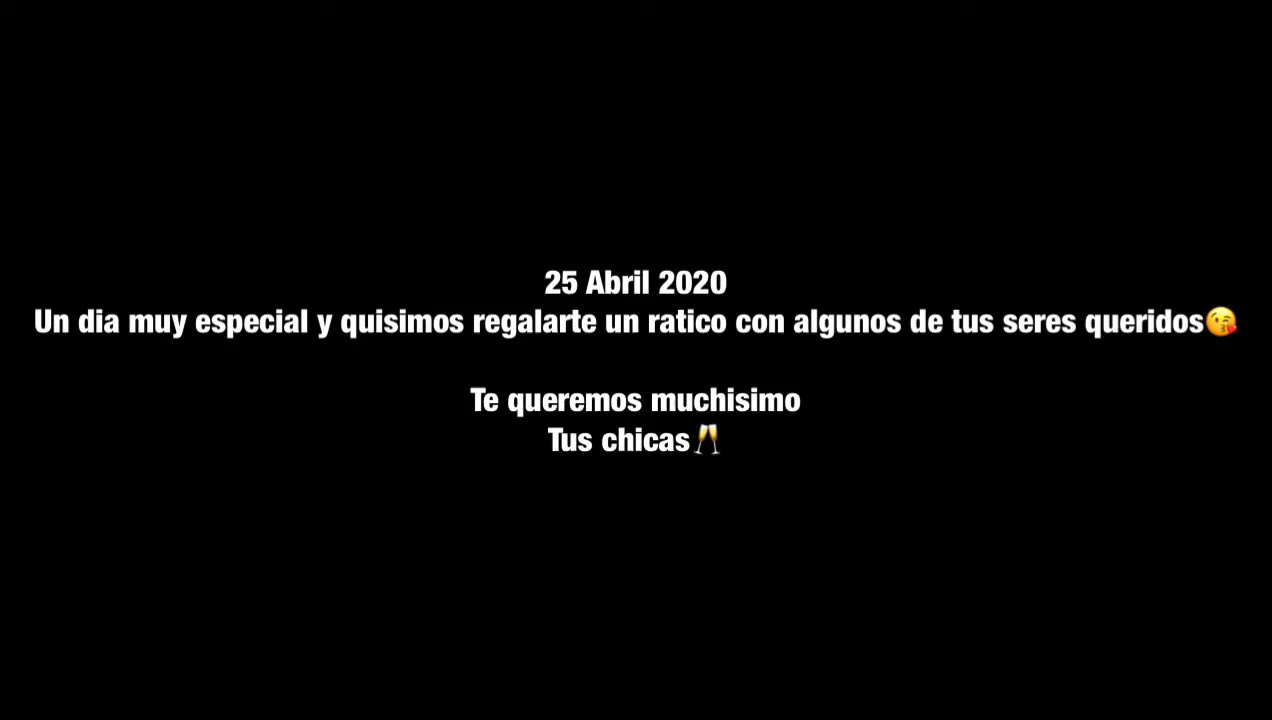 25 Abril 2020
Un dia muy especial y quisimos regalarte un ratico con algunos de tus seres queridos😘
Te queremos muchisimo
Tus chicas🥂